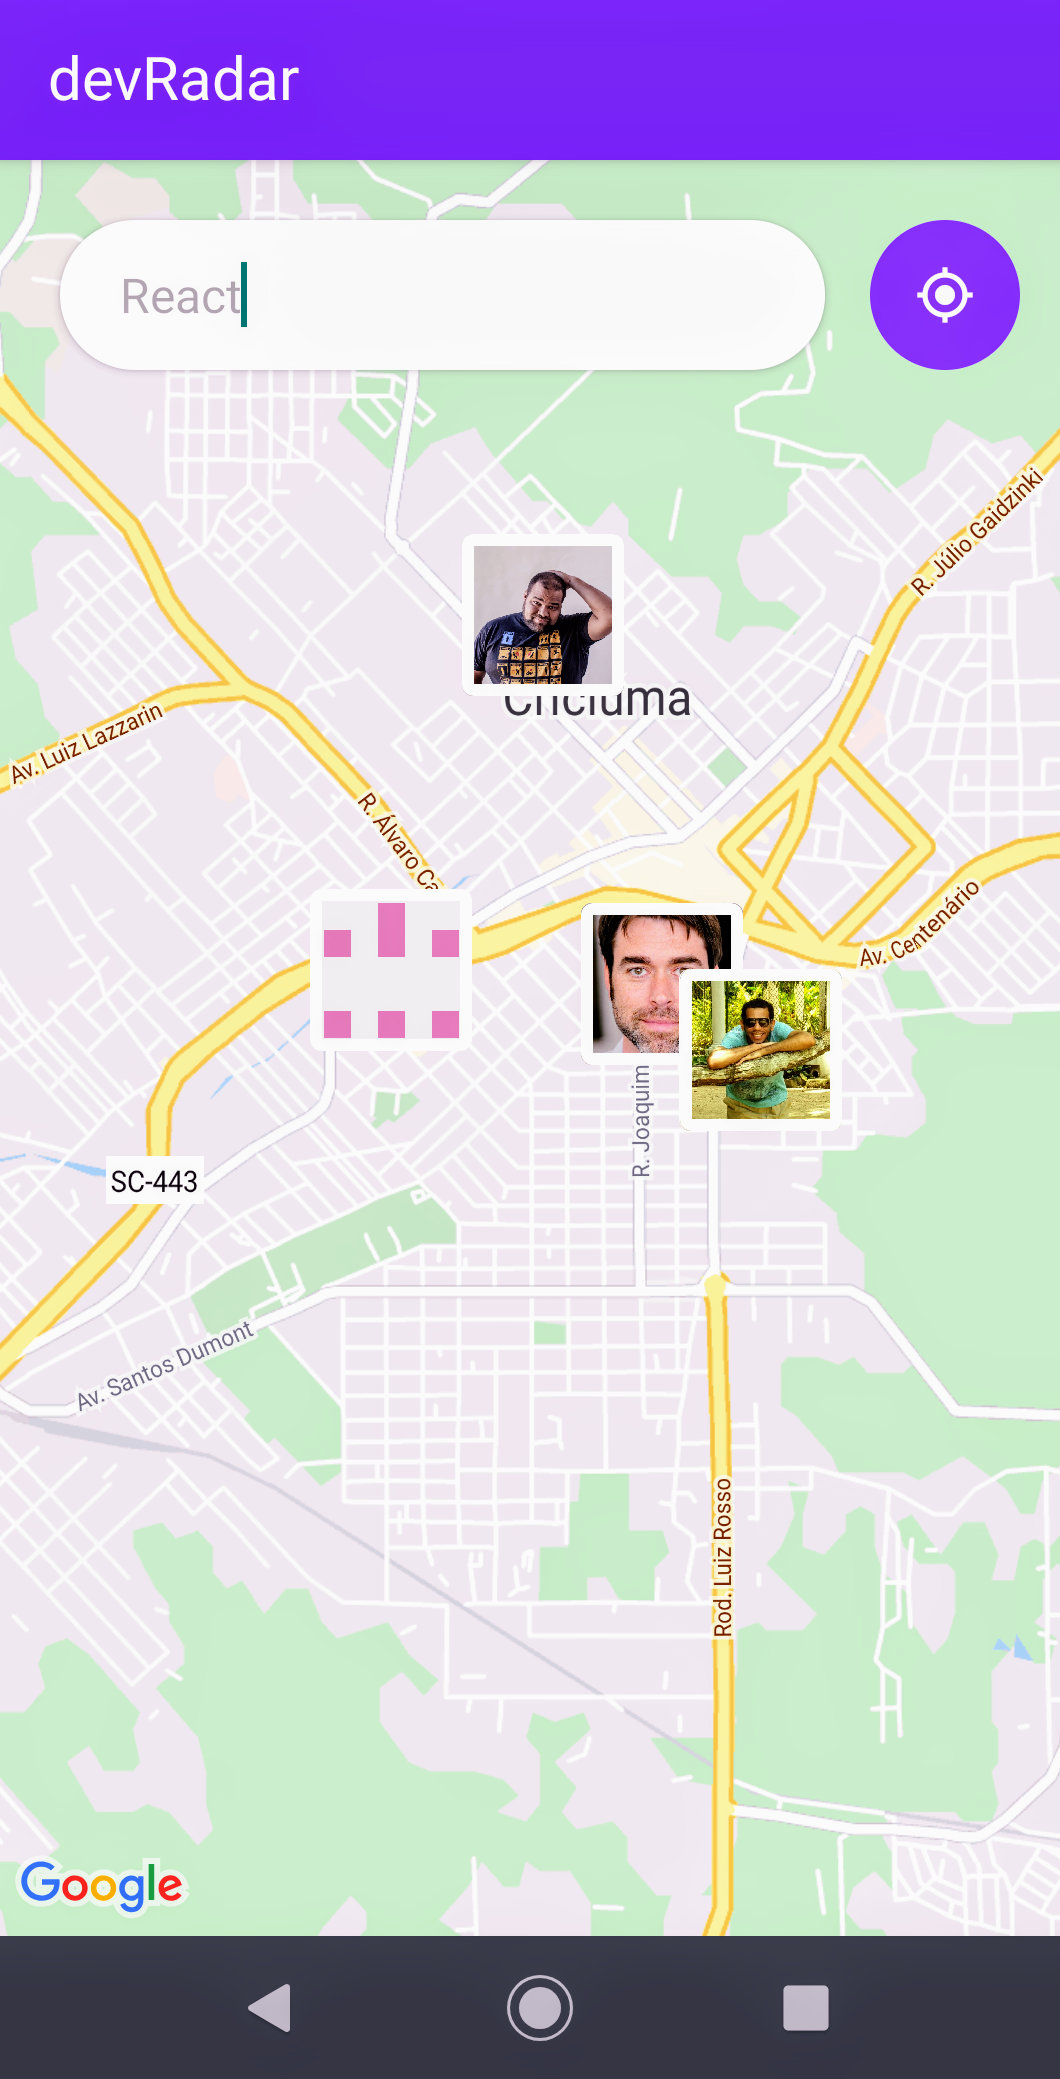 devRadar
React
R. Júlio Gaidzinki
Criciúma
Av. Luiz Lazzarin
R. Álvaro Ca
Av. Centenário
R. Joaquim
SC-443
Av. Santos Dumont
Rod. Luiz Rosso
Google